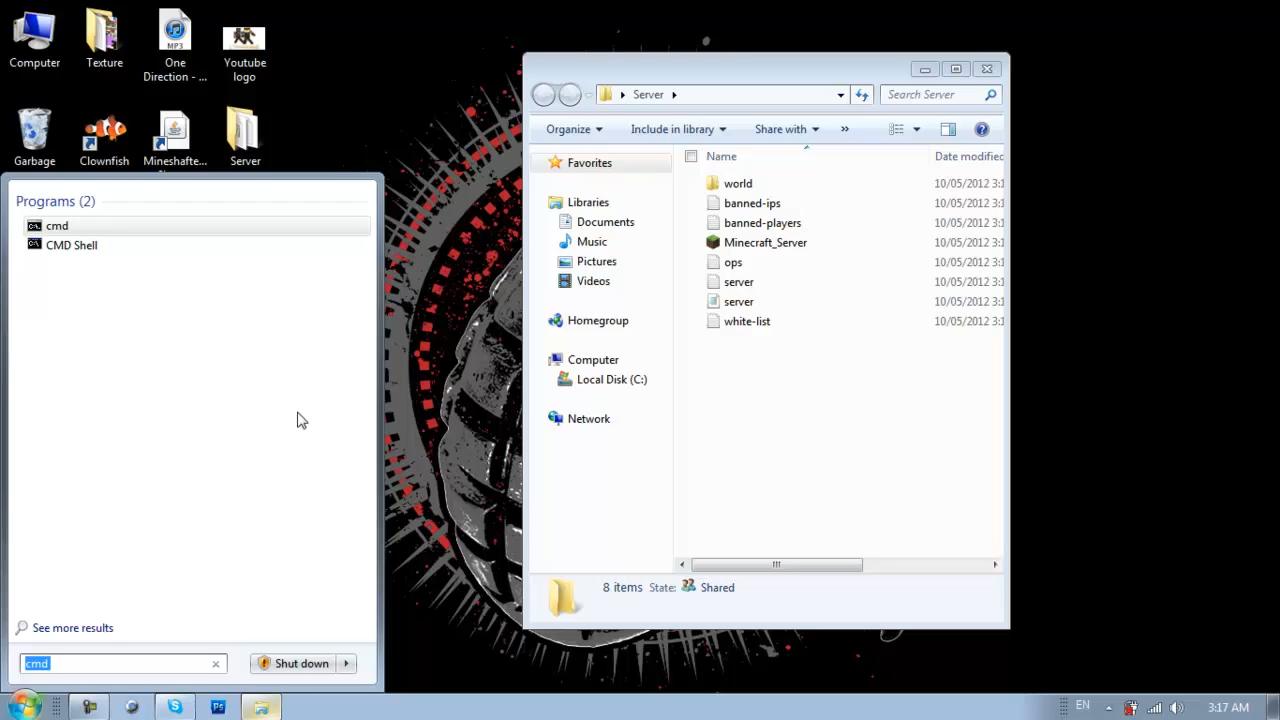 Computer
Texture
One
Direction - ...
Youtube
logo
MP3
Garbage
Clownfish
Mineshafte...
Server
Programs (2)
cmd
CMD Shell
See more results
cmd
Shut down
Server
Search Server
Organize
Include in library
Share with
»
Name
Date modified
Favorites
Libraries
Documents
Music
Pictures
Videos
Homegroup
Computer
Local Disk (C:)
Network
world 10/05/2012 3:1
banned-ips 10/05/2012 3:1
banned-players 10/05/2012 3:1
Minecraft_Server 10/05/2012 3:1
ops 10/05/2012 3:1
server 10/05/2012 3:1
server 10/05/2012 3:1
white-list 10/05/2012 3:1
8 items State: Shared
Ps
EN
3:17 AM